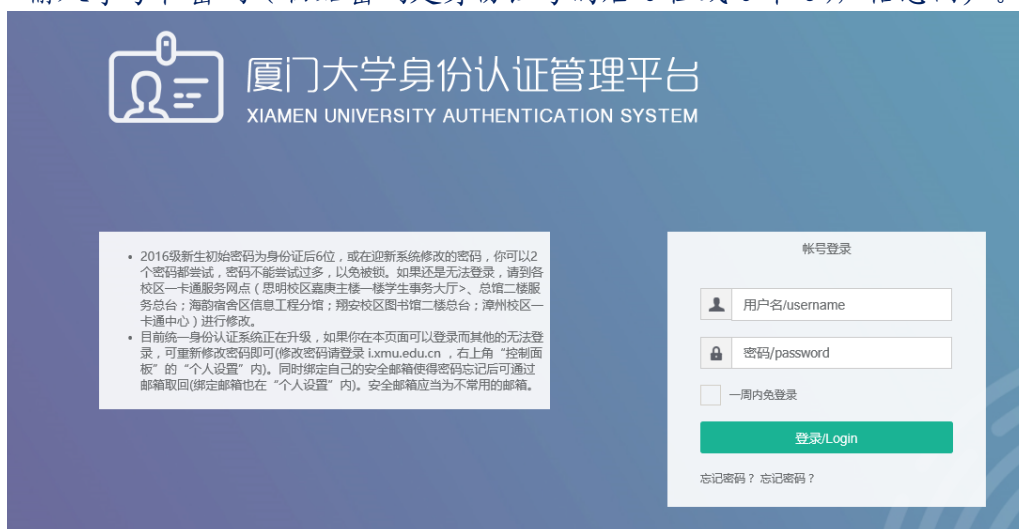 厦门大学身份认证管理平台
XIAMEN UNIVERSITY AUTHENTICATION SYSTEM
• 2016级新生初始密码为身份证后6位，或在迎新系统修改的密码，你可以2
个密码都尝试，密码不能尝试过多，以免被锁。如果还是无法登录，请到各
校区一卡通服务网点（思明校区嘉庚主楼一楼学生事务大厅>、总馆二楼服
务总台；海韵宿舍区信息工程分馆；翔安校区图书馆二楼总台；漳州校区一
卡通中心）进行修改。
• 目前统一身份认证系统正在升级，如果你在本页面可以登录而其他的无法登
录，可重新修改密码即可(修改密码请登录 i.xmu.edu.cn ，右上角“控制面
板”的“个人设置”内)。同时绑定自己的安全邮箱使得密码忘记后可通过
邮箱取回(绑定邮箱也在“个人设置”内)。安全邮箱应当为不常用的邮箱。
帐号登录
用户名/username
密码/password
一周内免登录
登录/Login
忘记密码？ 忘记密码？